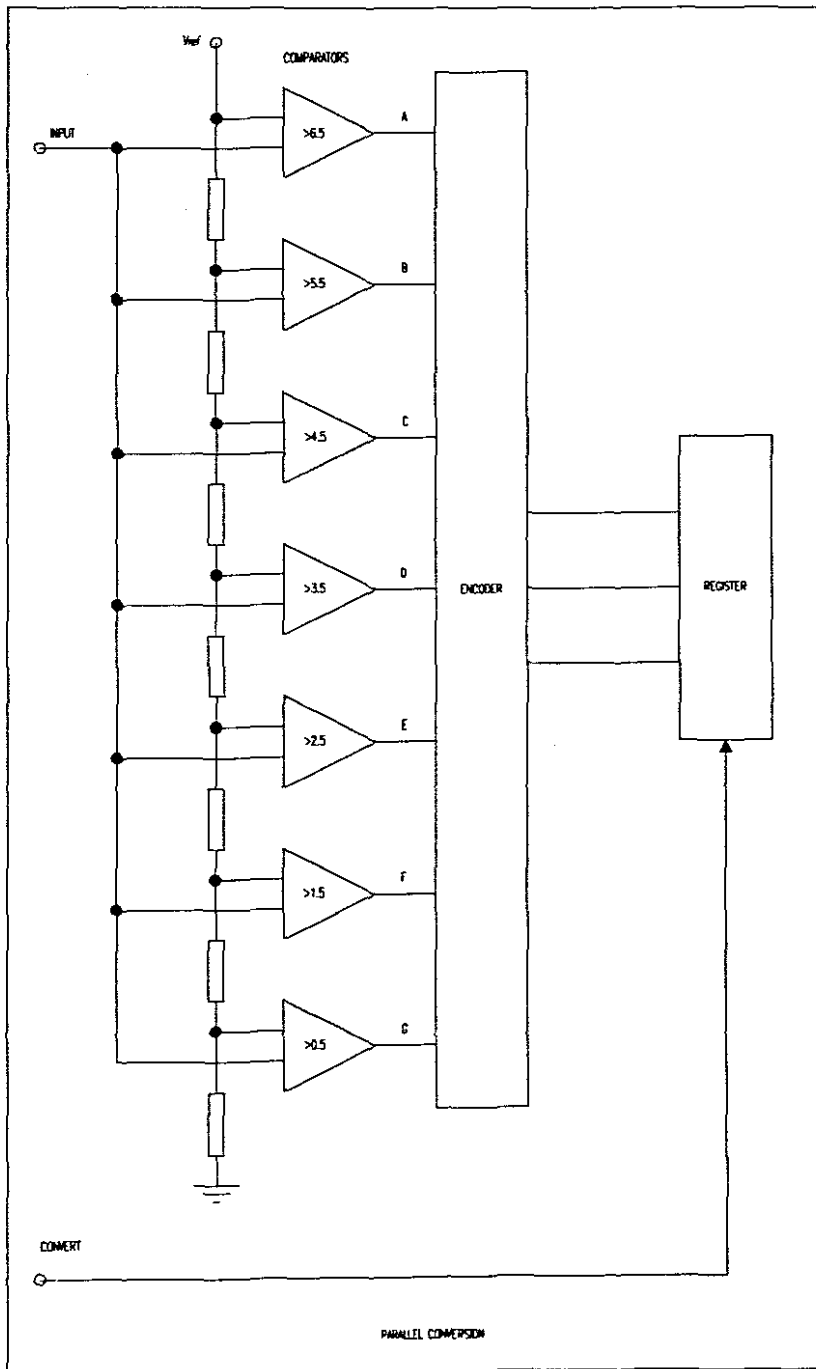 Vref
COMPARATORS
INPUT
>6.5
A
>5.5
B
>4.5
C
>3.5
D
ENCODER
REGISTER
>2.5
E
>1.5
F
>0.5
G
CONVERT
PARALLEL CONVERSION